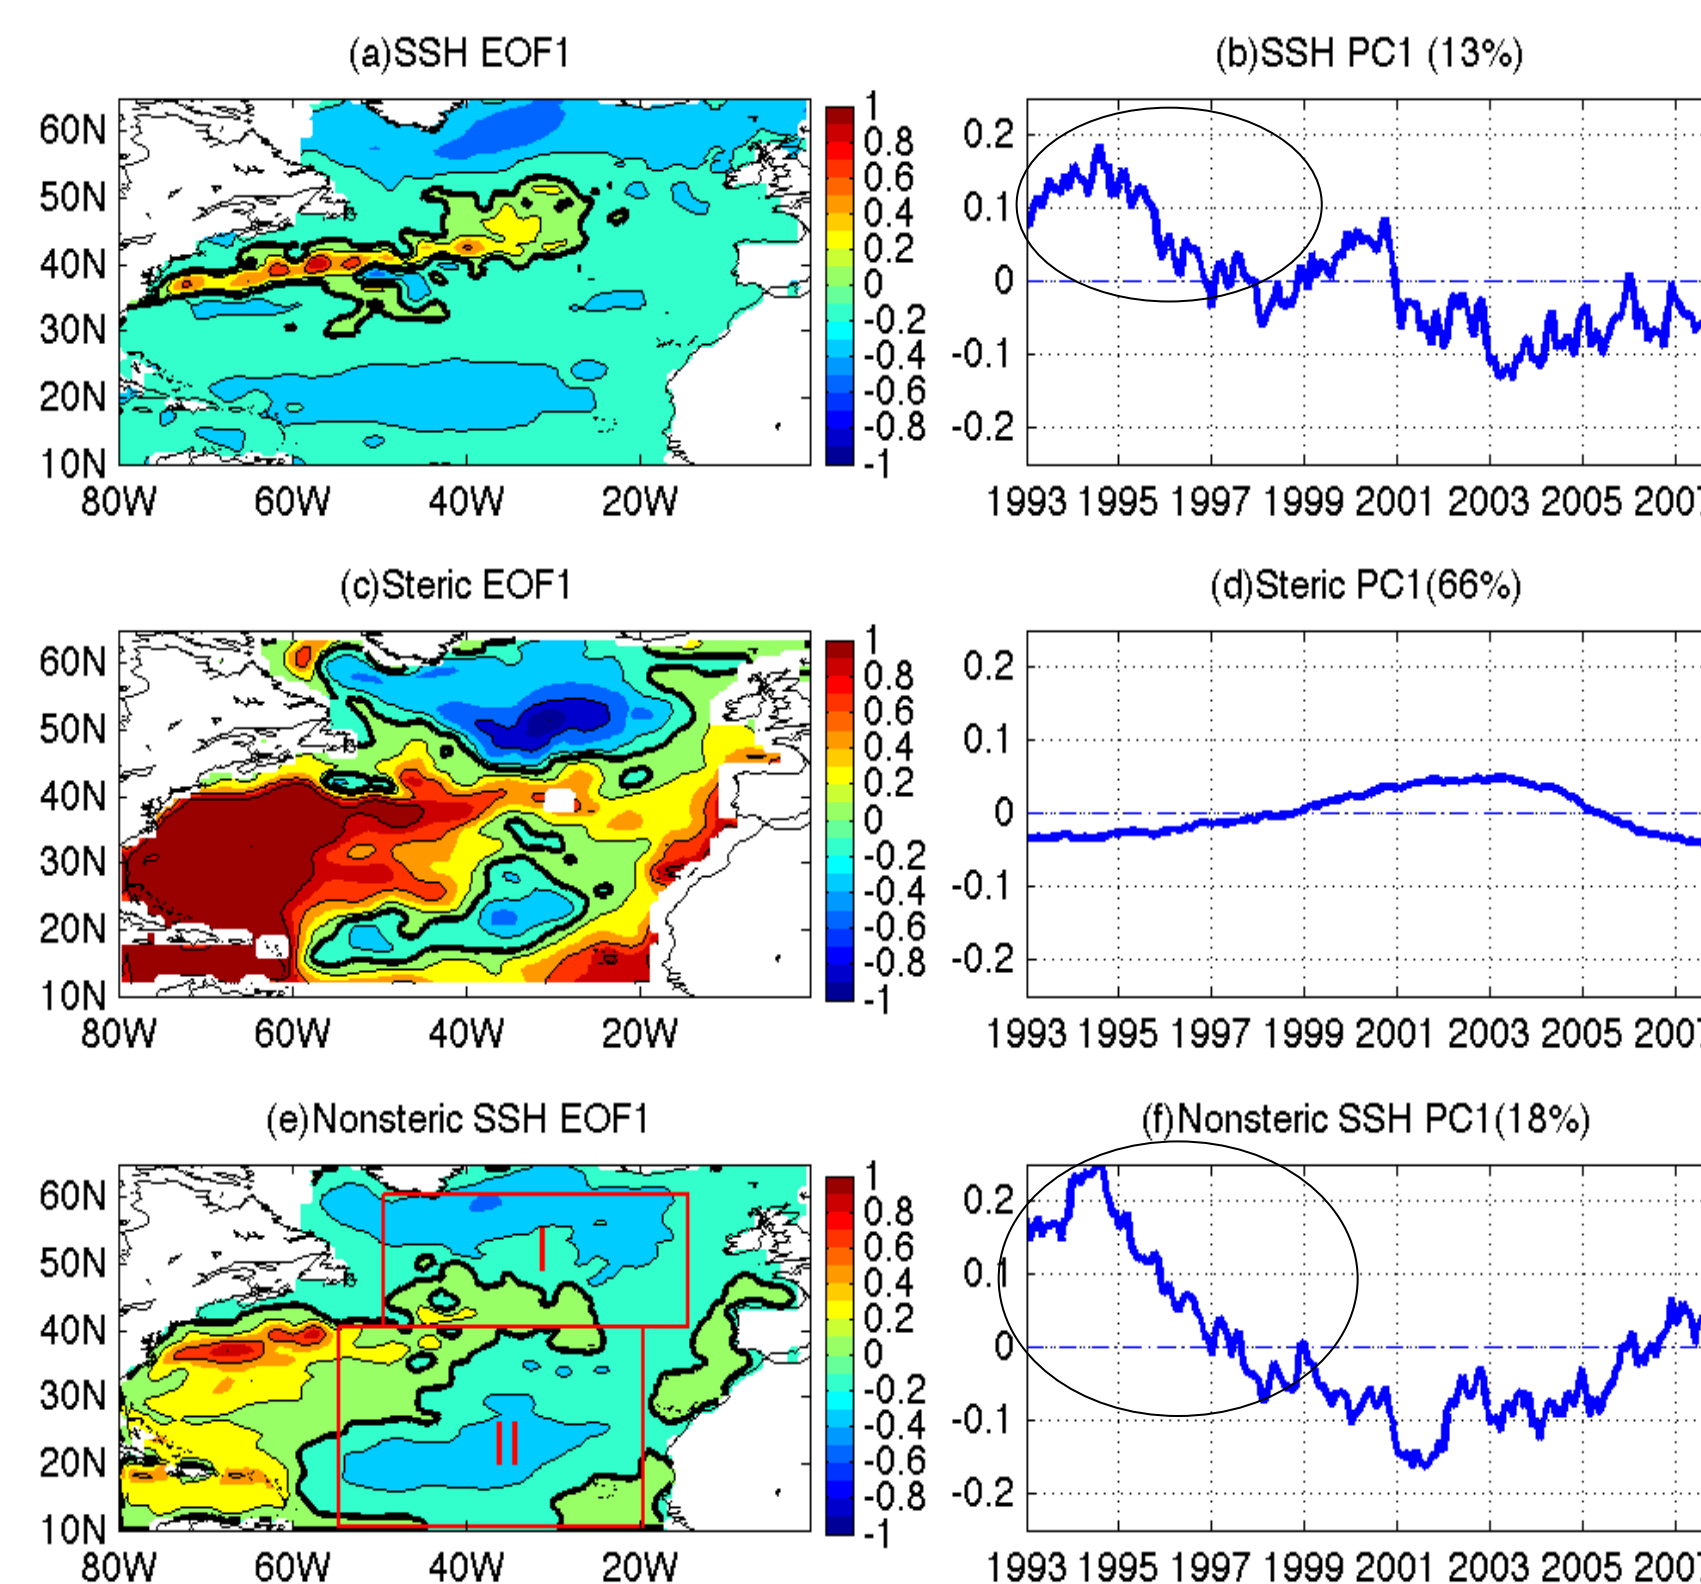 (a)SSH EOF1
60N
50N
40N
30N
20N
10N
80W 60W 40W 20W
1
0.8
0.6
0.4
0.2
0
-0.2
-0.4
-0.6
-0.8
-1
(b)SSH PC1 (13%)
0.2
0.1
0
-0.1
-0.2
1993 1995 1997 1999 2001 2003 2005 2007
(c)Steric EOF1
60N
50N
40N
30N
20N
10N
80W 60W 40W 20W
1
0.8
0.6
0.4
0.2
0
-0.2
-0.4
-0.6
-0.8
-1
(d)Steric PC1(66%)
0.2
0.1
0
-0.1
-0.2
1993 1995 1997 1999 2001 2003 2005 2007
(e)Nonsteric SSH EOF1
60N
50N
40N
30N
20N
10N
80W 60W 40W 20W
I
II
1
0.8
0.6
0.4
0.2
0
-0.2
-0.4
-0.6
-0.8
-1
(f)Nonsteric SSH PC1(18%)
0.2
0.1
0
-0.1
-0.2
1993 1995 1997 1999 2001 2003 2005 2007